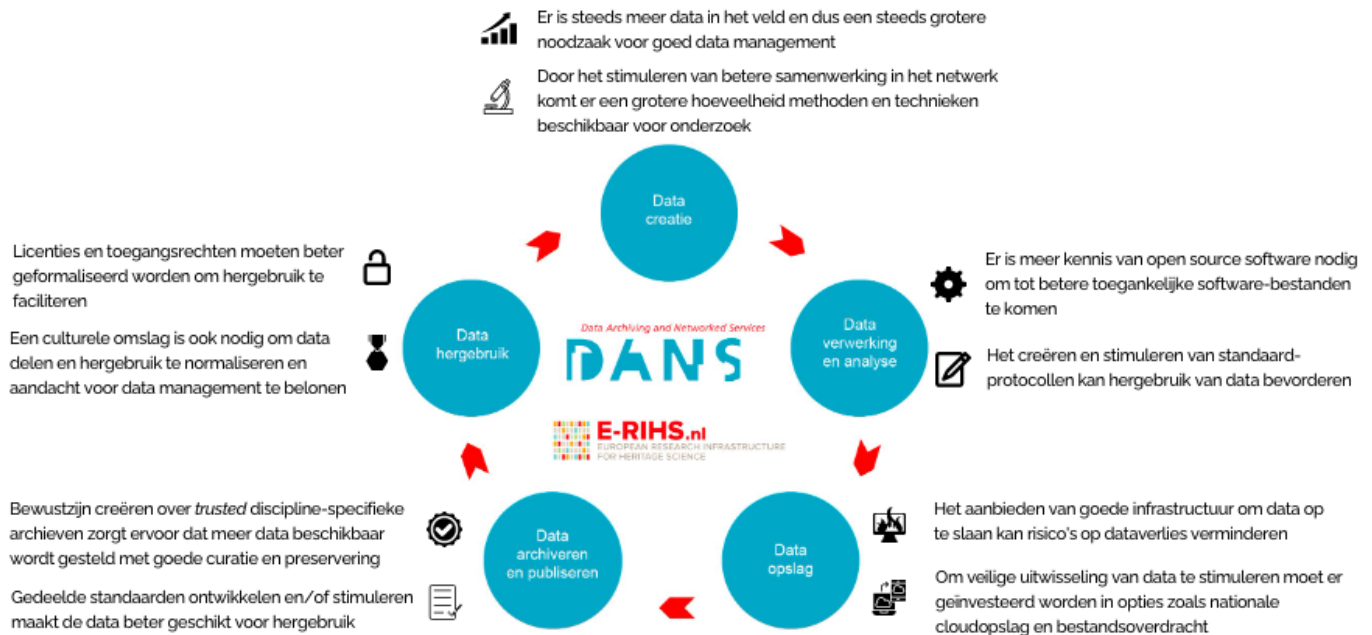 Er is steeds meer data in het veld en dus een steeds grotere
noodzaak voor goed data management
Door het stimuleren van betere samenwerking in het netwerk
komt er een grotere hoeveelheid methoden en technieken
beschikbaar voor onderzoek
Data
creatie
Er is meer kennis van open source software nodig
om tot betere toegankelijke software-bestanden
te komen
Het creëren en stimuleren van standaard-
protocollen kan hergebruik van data bevorderen
Data
verwerking
en analyse
Het aanbieden van goede infrastructuur om data op
te slaan kan risico's op dataverlies verminderen
Om veilige uitwisseling van data te stimuleren moet er
geïnvesteerd worden in opties zoals nationale
cloudopslag en bestandsoverdracht
Data
opslag
Data
archiveren
en publiseren
Bewustzijn creëren over trusted discipline-specifieke
archieven zorgt ervoor dat meer data beschikbaar
wordt gesteld met goede curatie en preservering
Gedeelde standaarden ontwikkelen en/of stimuleren
maakt de data beter geschikt voor hergebruik
Data
hergebruik
Licenties en toegangsrechten moeten beter
geformaliseerd worden om hergebruik te
faciliteren
Een culturele omslag is ook nodig om data
delen en hergebruik te normaliseren en
aandacht voor data management te belonen
Data Archiving and Networked Services
DANS
E-RIHS.nl
EUROPEAN RESEARCH INFRASTRUCTURE
FOR HERITAGE SCIENCE